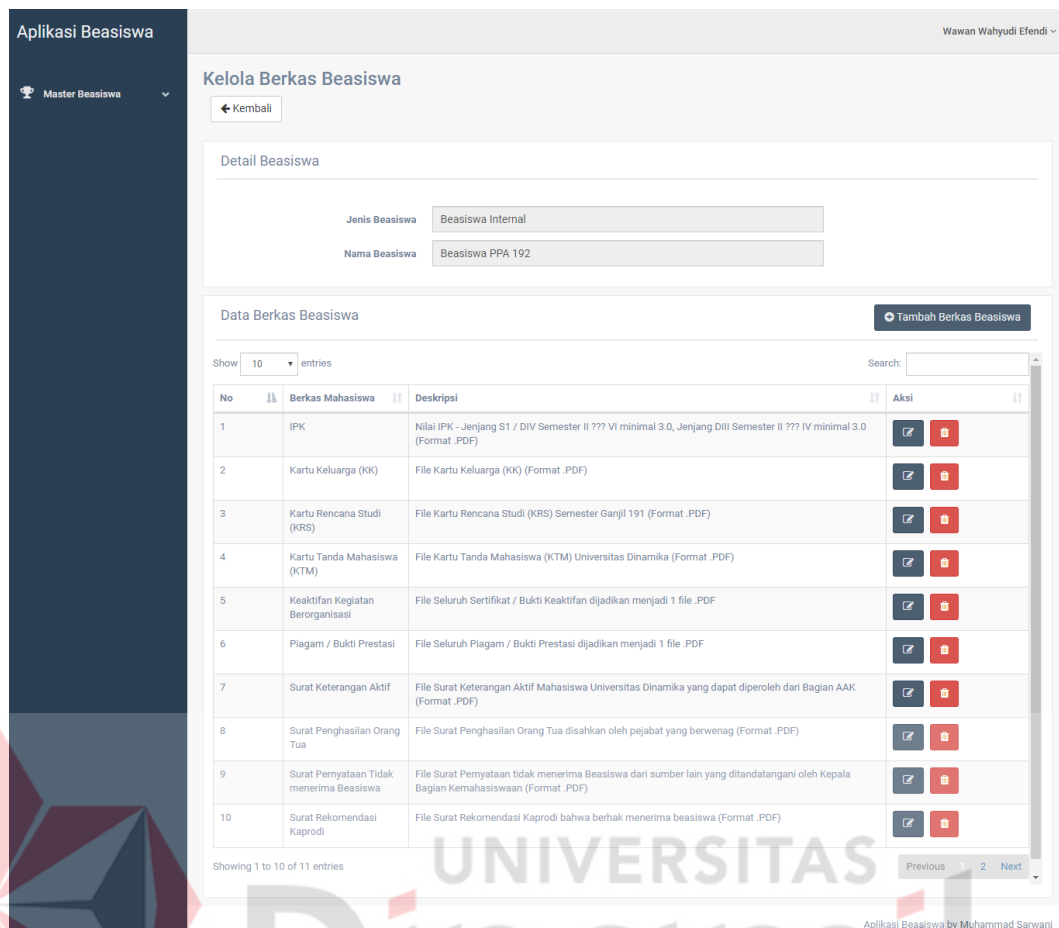 Aplikasi Beasiswa
Wawan Wahyudi Efendi
Master Beasiswa
Kelola Berkas Beasiswa
Kembali
Detail Beasiswa
Jenis Beasiswa Beasiswa Internal
Nama Beasiswa Beasiswa PPA 192
Data Berkas Beasiswa
Tambah Berkas Beasiswa
Show 10 entries
Search:
No Berkas Mahasiswa Deskripsi Aksi
1 IPK Nilai IPK - Jenjang S1 / DIV Semester II ??? VI minimal 3.0, Jenjang DIII Semester II ??? IV minimal 3.0
(Format .PDF)
2 Kartu Keluarga (KK) File Kartu Keluarga (KK) (Format .PDF)
3 Kartu Rencana Studi File Kartu Rencana Studi (KRS) Semester Ganjil 191 (Format .PDF)
(KRS)
4 Kartu Tanda Mahasiswa File Kartu Tanda Mahasiswa (KTM) Universitas Dinamika (Format .PDF)
(KTM)
5 Keaktifan Kegiatan File Seluruh Sertifikat / Bukti Keaktifan dijadikan menjadi 1 file .PDF
Berorganisasi
6 Piagam / Bukti Prestasi File Seluruh Piagam / Bukti Prestasi dijadikan menjadi 1 file .PDF
7 Surat Keterangan Aktif File Surat Keterangan Aktif Mahasiswa Universitas Dinamika yang dapat diperoleh dari Bagian AAK
(Format .PDF)
8 Surat Penghasilan Orang File Surat Penghasilan Orang Tua disahkan oleh pejabat yang berwenag (Format .PDF)
Tua
9 Surat Pernyataan Tidak File Surat Pernyataan tidak menerima Beasiswa dari sumber lain yang ditandatangani oleh Kepala
menerima Beasiswa Bagian Kemahasiswaan (Format .PDF)
10 Surat Rekomendasi File Surat Rekomendasi Kaprodi bahwa berhak menerima beasiswa (Format .PDF)
Kaprodi
UNIVERSITAS
Showing 1 to 10 of 11 entries
Previous 1 2 Next
Aplikasi Beasiswa by Muhammad Sarwani